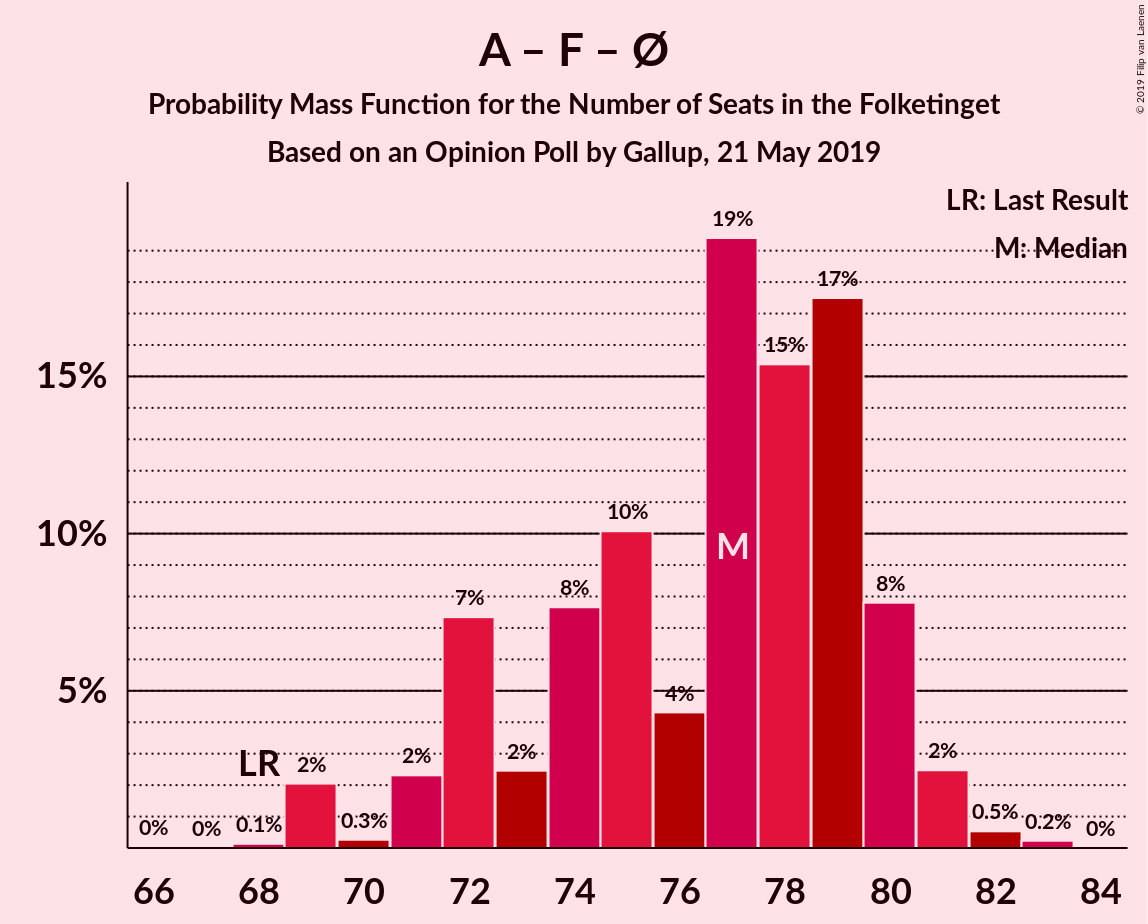 A – F – Ø
Probability Mass Function for the Number of Seats in the Folketinget
Based on an Opinion Poll by Gallup, 21 May 2019
© 2019 Filip van Laenen
LR: Last Result
M: Median
15%
10%
5%
0%
0%
0.1%
LR
2%
0.3%
2%
7%
2%
8%
10%
4%
19%
M
15%
17%
8%
2%
0.5%
0.2%
0%
66 68 70 72 74 76 78 80 82 84